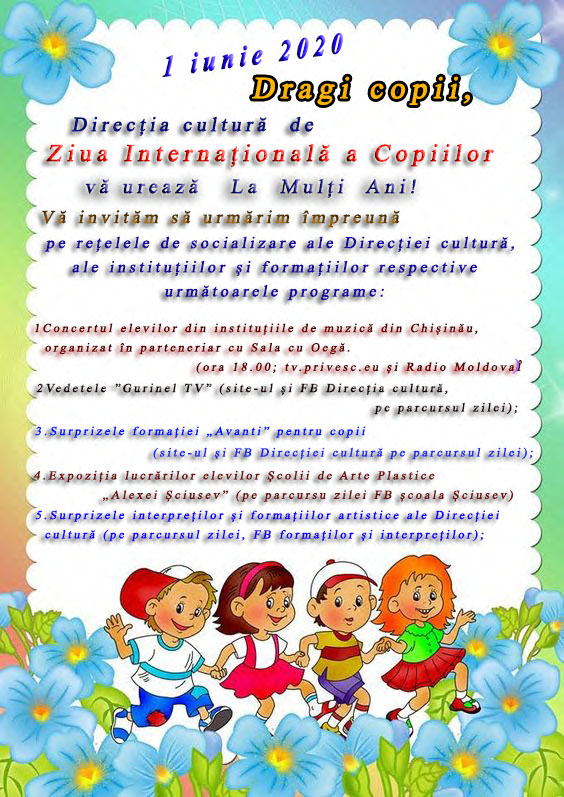 1 iunie 2020
Dragi copii,
Direcția cultură de
Ziua Internațională a Copiilor
vă urează La Mulți Ani!
Vă invităm să urmărim împreună
pe rețelele de socializare ale Direcției cultură,
ale instituțiilor și formațiilor respective
următoarele programe:
1Concertul elevilor din instituțiile de muzică din Chișinău,
organizat în parteneriar cu Sala cu Oegă.
(ora 18.00; tv.privesc.eu și Radio Moldova
2Vedetele ”Gurinel TV” (site-ul și FB Direcția cultură,
pe parcursul zilei);
3.Surprizele formației „Avanti” pentru copii
(site-ul și FB Direcției cultură pe parcursul zilei);
4.Expoziția lucrărilor elevilor Școlii de Arte Plastice
„Alexei Șciusev” (pe parcursu zilei FB școala Șciusev)
5.Surprizele interpreților și formațiilor artistice ale Direcției
cultură (pe parcursul zilei, FB formaților și interpreților);